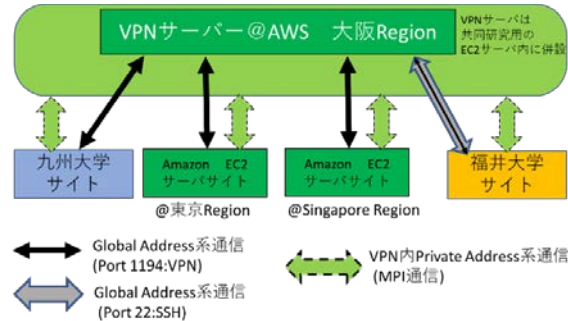 VPNサーバー＠AWS 大阪Region
VPNサーバは
共同研究用の
EC2サーバ内に併設
九州大学
サイト
Amazon EC2
サーバサイト
@東京Region
Amazon EC2
サーバサイト
@Singapore Region
福井大学
サイト
Global Address系通信
(Port 1194:VPN)
Global Address系通信
(Port 22:SSH)
VPN内Private Address系通信
(MPI通信)